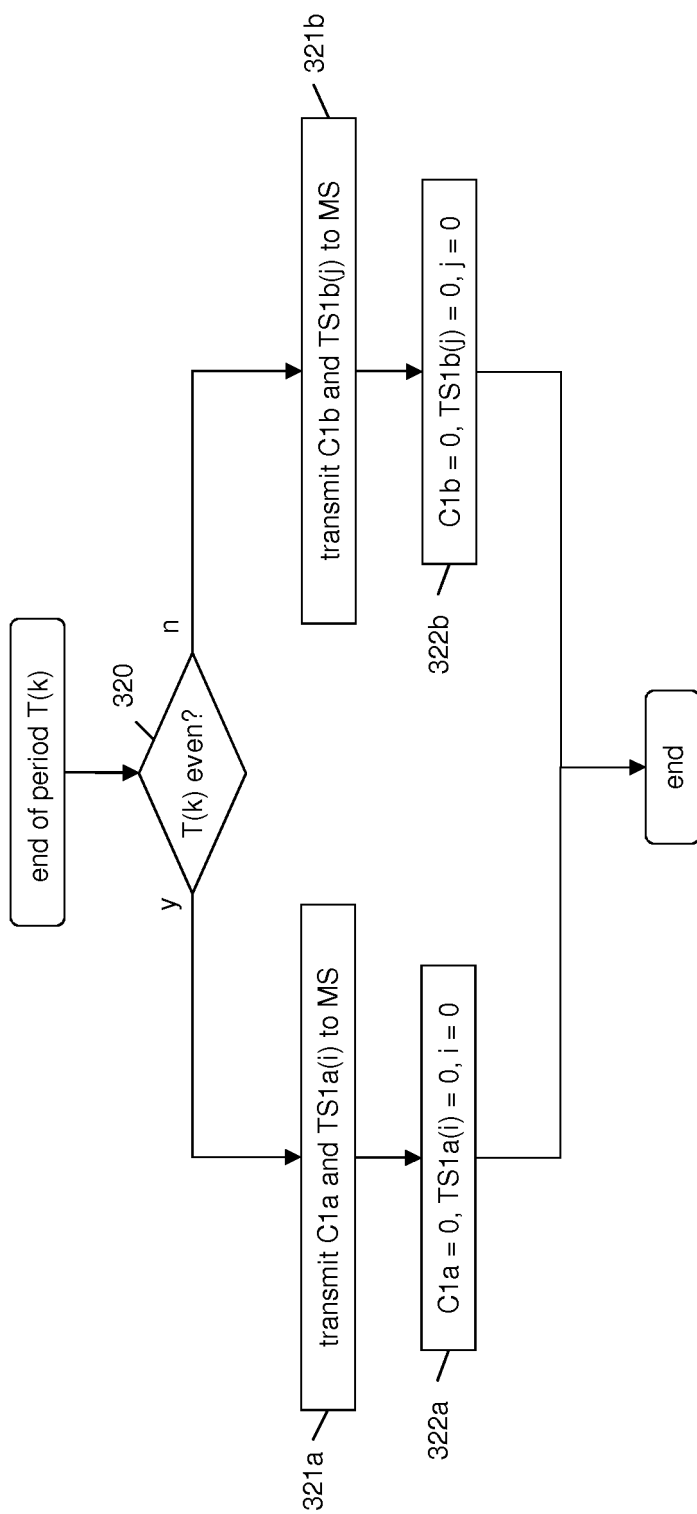 end of period T(k)
320
T(k) even?
y
n
321a
transmit C1a and TS1a(i) to MS
transmit C1b and TS1b(j) to MS
321b
322a
C1a = 0, TS1a(i) = 0, i = 0
322b
C1b = 0, TS1b(j) = 0, j = 0
end